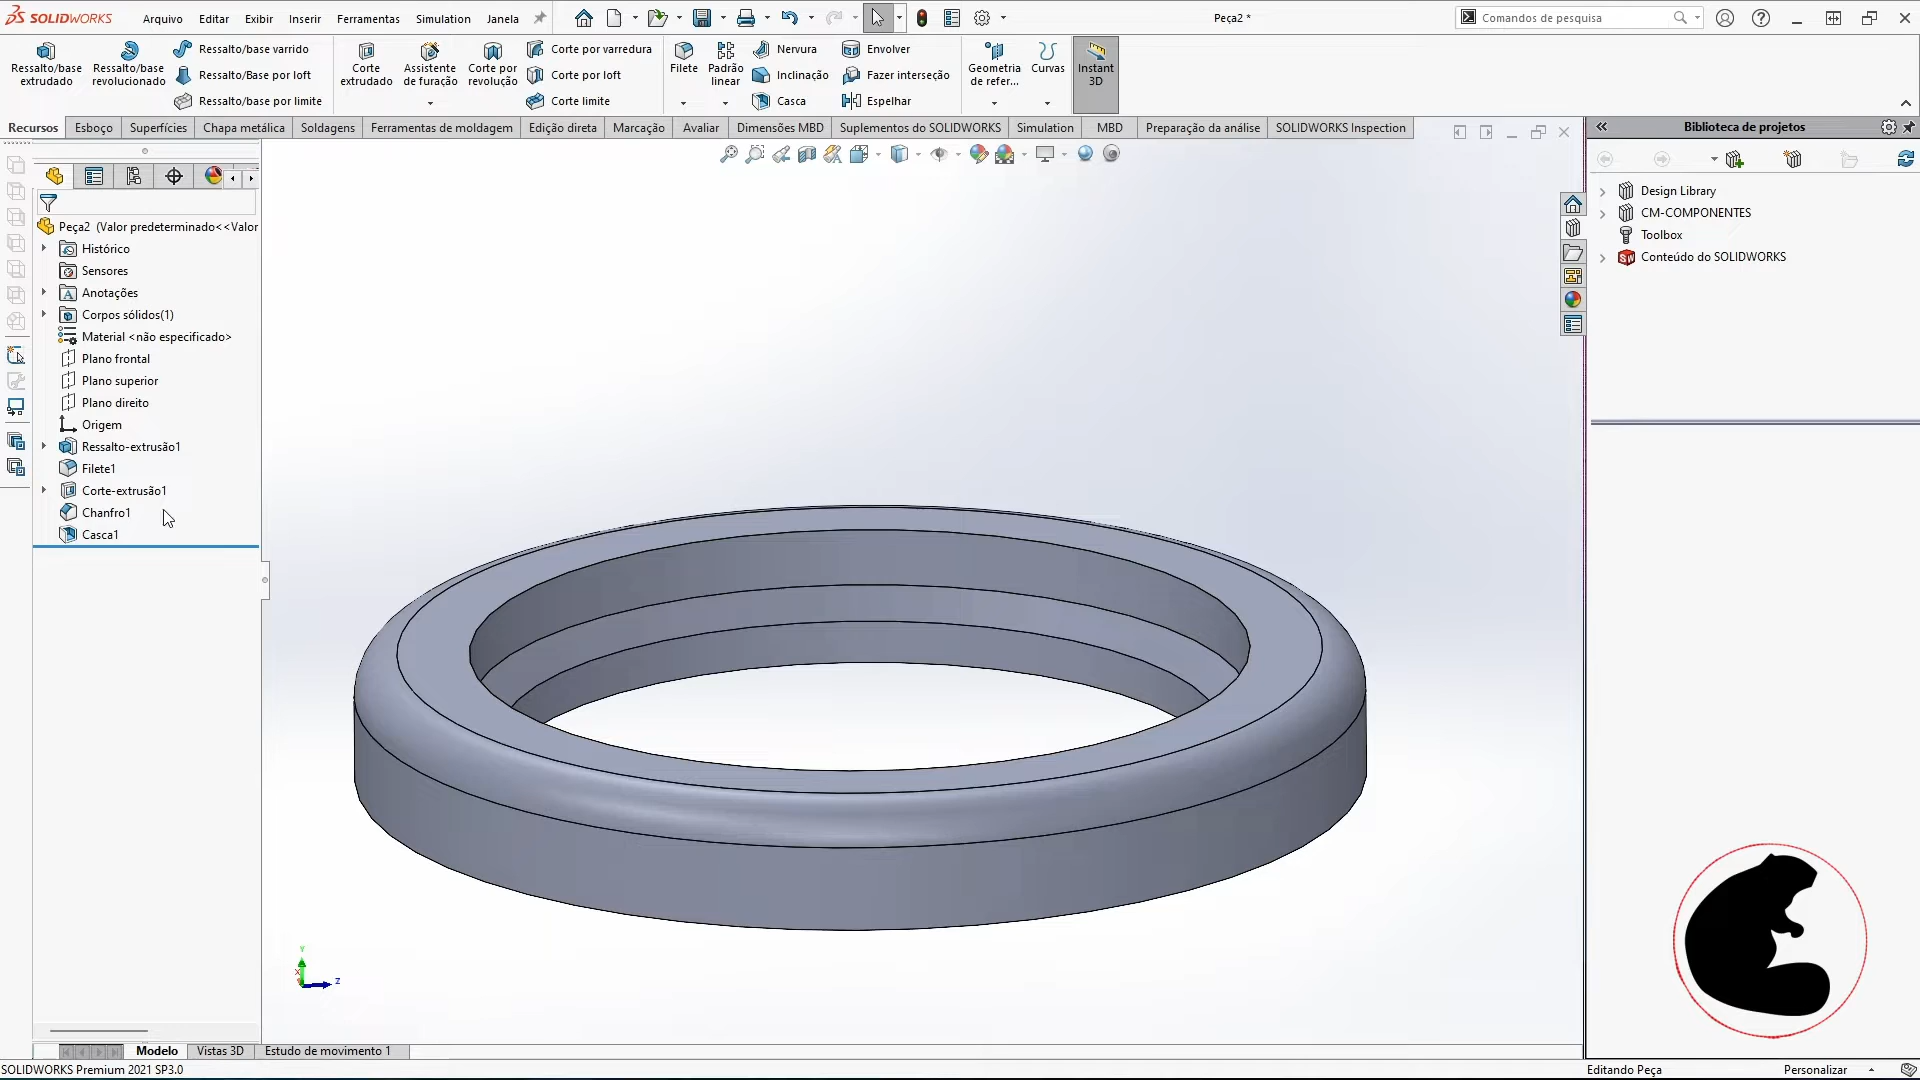 SOLIDWORKS
Arquivo Editar Exibir Inserir Ferramentas Simulation Janela
Peça2 *
Comandos de pesquisa
Ressalto/base extrudado
Ressalto/base revolucionado
Ressalto/base varrido
Ressalto/Base por loft
Ressalto/base por limite
Corte extrudado
Assistente de furação
Corte por revolução
Corte por varredura
Corte por loft
Corte limite
Filete
Padrão linear
Nervura
Inclinação
Casca
Envolver
Fazer interseção
Espelhar
Geometria de refer...
Curvas
Instant 3D
Recursos Esboço Superfícies Chapa metálica Soldagens Ferramentas de moldagem Edição direta Marcação Avaliar Dimensões MBD Suplementos do SOLIDWORKS Simulation MBD Preparação da análise SOLIDWORKS Inspection
Peça2 (Valor predeterminado<<Valor
Histórico
Sensores
Anotações
Corpos sólidos(1)
Material <não especificado>
Plano frontal
Plano superior
Plano direito
Origem
Ressalto-extrusão1
Filete1
Corte-extrusão1
Chanfro1
Casca1
Y
X
Z
Biblioteca de projetos
Design Library
CM-COMPONENTES
Toolbox
Conteúdo do SOLIDWORKS
Modelo Vistas 3D Estudo de movimento 1
SOLIDWORKS Premium 2021 SP3.0
Editando Peça
Personalizar